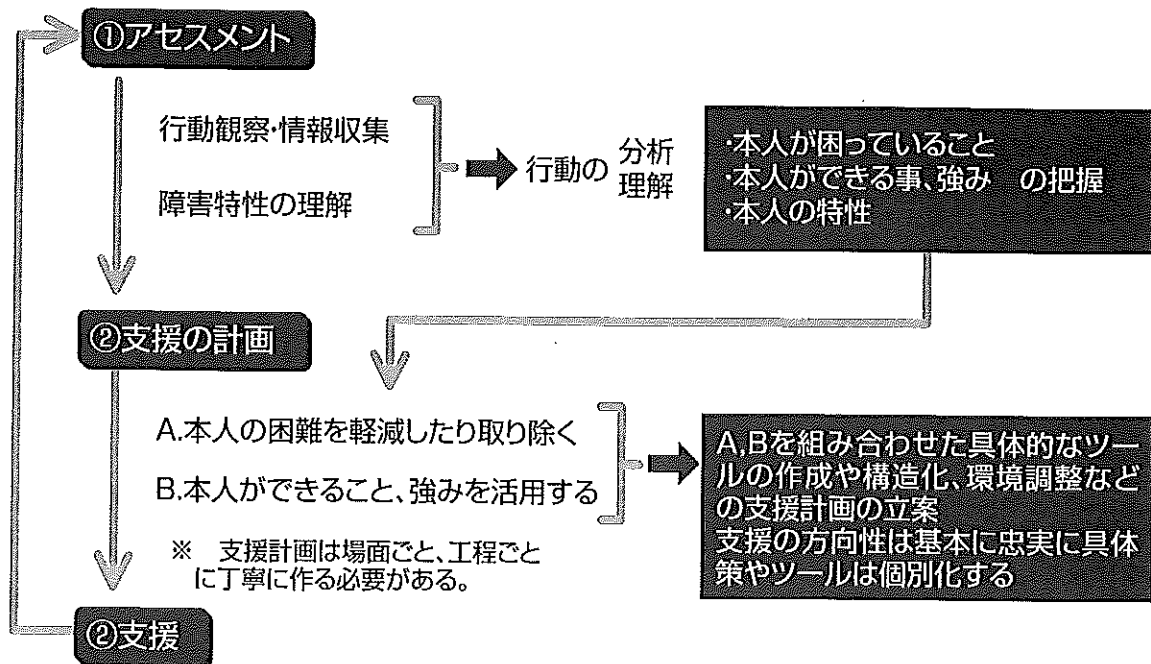 ①アセスメント
行動観察・情報収集
障害特性の理解
行動の
分析
理解
・本人が困っていること
・本人ができる事、強み　の把握
・本人の特性
②支援の計画
A.本人の困難を軽減したり取り除く
B.本人ができること、強みを活用する
※　支援計画は場面ごと、工程ごと
に丁寧に作る必要がある。
A,Bを組み合わせた具体的なツー
ルの作成や構造化、環境調整など
の支援計画の立案
支援の方向性は基本に忠実に具体
策やツールは個別化する
②支援